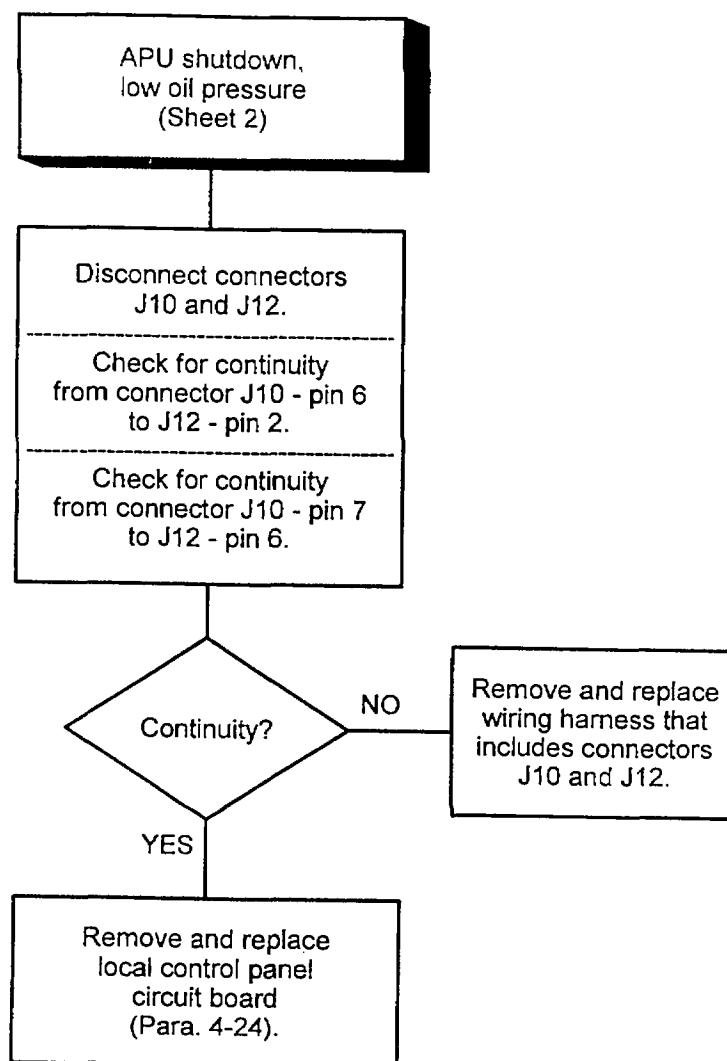 APU shutdown,
low oil pressure
(Sheet 2)
Disconnect connectors
J10 and J12.
Check for continuity
from connector J10 - pin 6
to J12 - pin 2.
Check for continuity
from connector J10 - pin 7
to J12 - pin 6.
Continuity?
NO
Remove and replace
wiring harness that
includes connectors
J10 and J12.
YES
Remove and replace
local control panel
circuit board
(Para. 4-24).